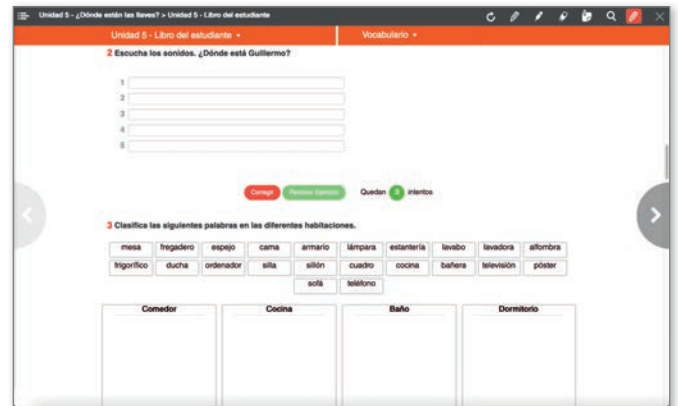 Unidad 5 - ¿Dónde están las llaves? > Unidad 5 - Libro del estudiante
Unidad 5 - Libro del estudiante
Vocabulario
2 Escucha los sonidos. ¿Dónde está Guillermo?
1
2
3
4
5
Corregir
Quedan 3 intentos
3 Clasifica las siguientes palabras en las diferentes habitaciones.
mesa fregadero espejo cama armario lámpara estantería lavabo lavadora alfombra
frigorífico ducha ordenador silla sillón cuadro cocina bañera televisión póster
sofá teléfono
Comedor Cocina Baño Dormitorio